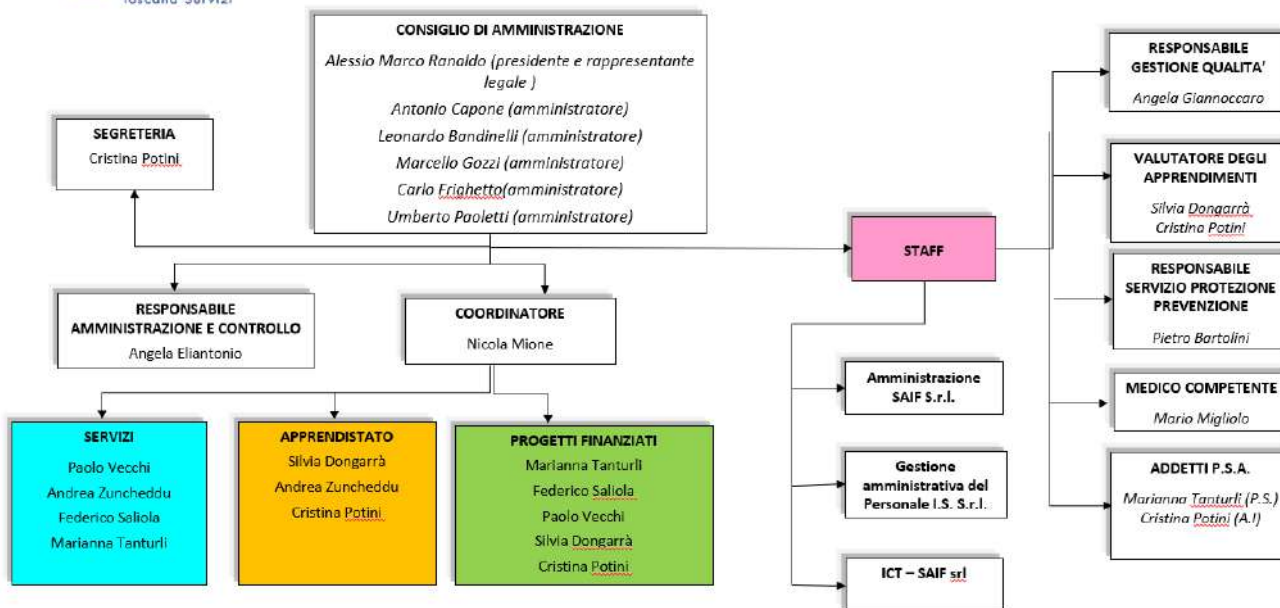 Toscana Servizi
CONSIGLIO DI AMMINISTRAZIONE
Alessio Marco Ranaldo (presidente e rappresentante
legale )
Antonio Capone (amministratore)
Leonardo Bandinelli (amministratore)
Marcello Gozzi (amministratore)
Carlo Frighetto(amministratore)
Umberto Paoletti (amministratore)
SEGRETERIA
Cristina Potini
STAFF
RESPONSABILE
AMMINISTRAZIONE E CONTROLLO
Angela Eliantonio
COORDINATORE
Nicola Mione
SERVIZI
Paolo Vecchi
Andrea Zuncheddu
Federico Saliola
Marianna Tanturli
APPRENDISTATO
Silvia Dongarrà
Andrea Zuncheddu
Cristina Potini
PROGETTI FINANZIATI
Marianna Tanturli
Federico Saliola
Paolo Vecchi
Silvia Dongarrà
Cristina Potini
Amministrazione
SAIF S.r.l.
Gestione
amministrativa del
Personale I.S. S.r.l.
ICT – SAIF srl
RESPONSABILE
GESTIONE QUALITA'
Angela Giannoccaro
VALUTATORE DEGLI
APPRENDIMENTI
Silvia Dongarrà
Cristina Potini
RESPONSABILE
SERVIZIO PROTEZIONE
PREVENZIONE
Pietro Bartolini
MEDICO COMPETENTE
Mario Migliolo
ADDETTI P.S.A.
Marianna Tanturli (P.S.)
Cristina Potini (A.I)